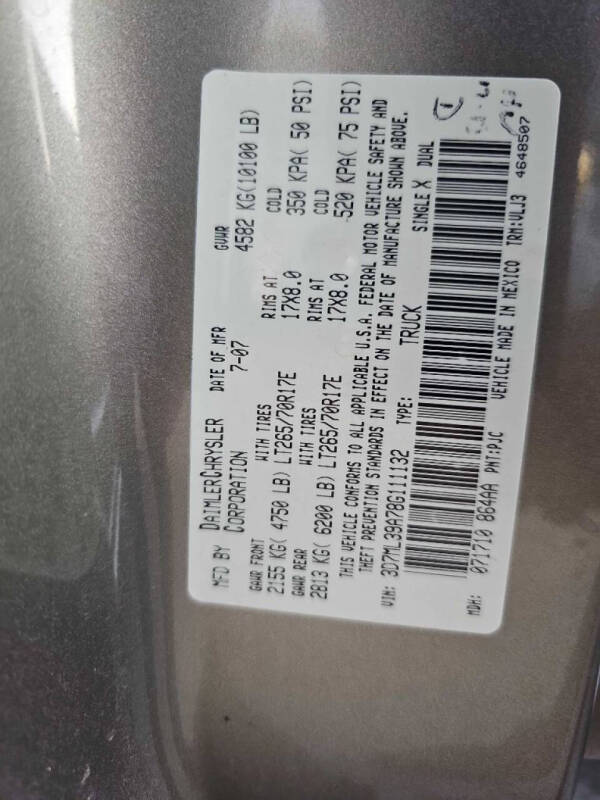 MFD BY DAIMLERCHRYSLER CORPORATION
DATE OF MFR 7-07
GVWR 4582 KG(10100 LB)
GAWR FRONT WITH TIRES RIMS AT COLD
2155 KG( 4750 LB) LT265/70R17E 17X8.0 350 KPA( 50 PSI)
GAWR REAR WITH TIRES RIMS AT COLD
2813 KG( 6200 LB) LT265/70R17E 17X8.0 520 KPA( 75 PSI)
THIS VEHICLE CONFORMS TO ALL APPLICABLE U.S.A. FEDERAL MOTOR VEHICLE SAFETY AND
THEFT PREVENTION STANDARDS IN EFFECT ON THE DATE OF MANUFACTURE SHOWN ABOVE.
VIN: 3D7ML39A78G111132 TYPE: TRUCK SINGLE X DUAL
MDH: 071710 864AA PNT:PJC VEHICLE MADE IN MEXICO TRM:VLJ3 4648507